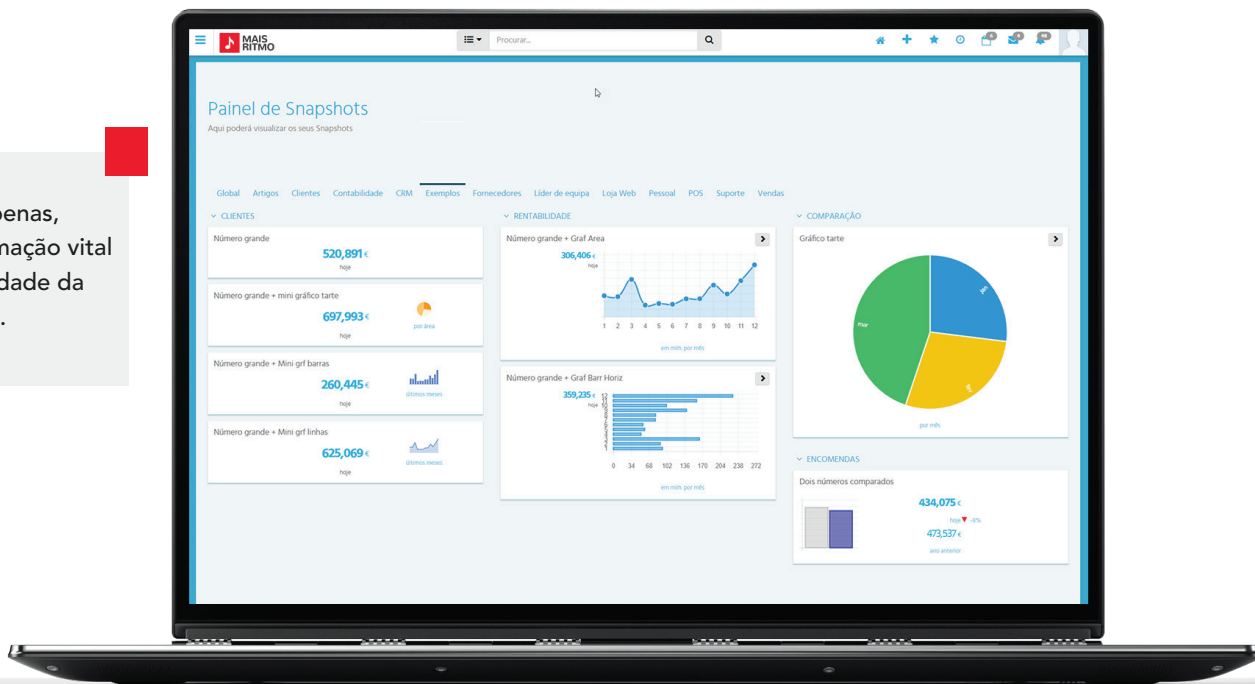 penas,
mação vital
dade da
.
MAIS
RITMO
Procurar...
Painel de Snapshots
Aqui poderá visualizar os seus Snapshots
Global Artigos Clientes Contabilidade CRM Exemplos Fornecedores Líder de equipa Loja Web Pessoal POS Suporte Vendas
CLIENTES
Número grande
520,891 €
hoje
Número grande + mini gráfico tarte
697,993 €
por área
hoje
Número grande + Mini grf barras
260,445 €
últimos meses
hoje
Número grande + Mini grf linhas
625,069 €
últimos meses
hoje
RENTABILIDADE
Número grande + Graf Area
306,406 €
hoje
1 2 3 4 5 6 7 8 9 10 11 12
em milh. por mês
Número grande + Graf Barr Horiz
359,235 €
hoje
0 34 68 102 136 170 204 238 272
em milh. por mês
COMPARAÇÃO
Gráfico tarte
jan
mar
fev
por mês
ENCOMENDAS
Dois números comparados
434,075 €
hoje -8%
473,537 €
ano anterior